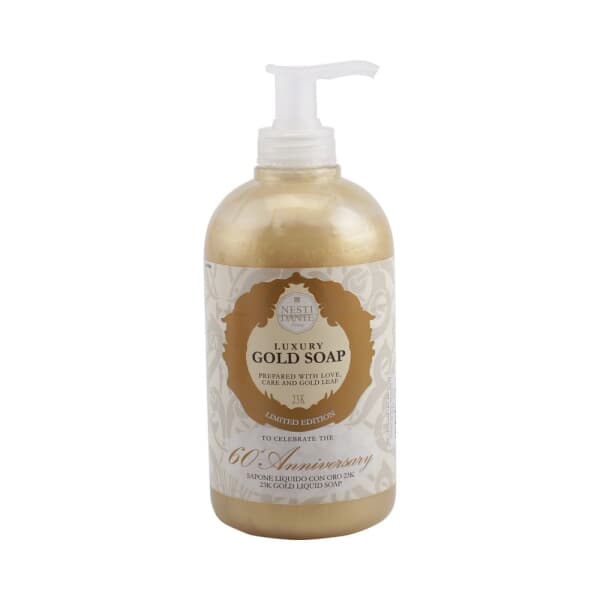 NESTI
DANTE
LUXURY
GOLD SOAP
PREPARED WITH LOVE,
CARE AND GOLD LEAF
23K
LIMITED EDITION
TO CELEBRATE THE
60° Anniversary
SAPONE LIQUIDO CON ORO 23K
23K GOLD LIQUID SOAP